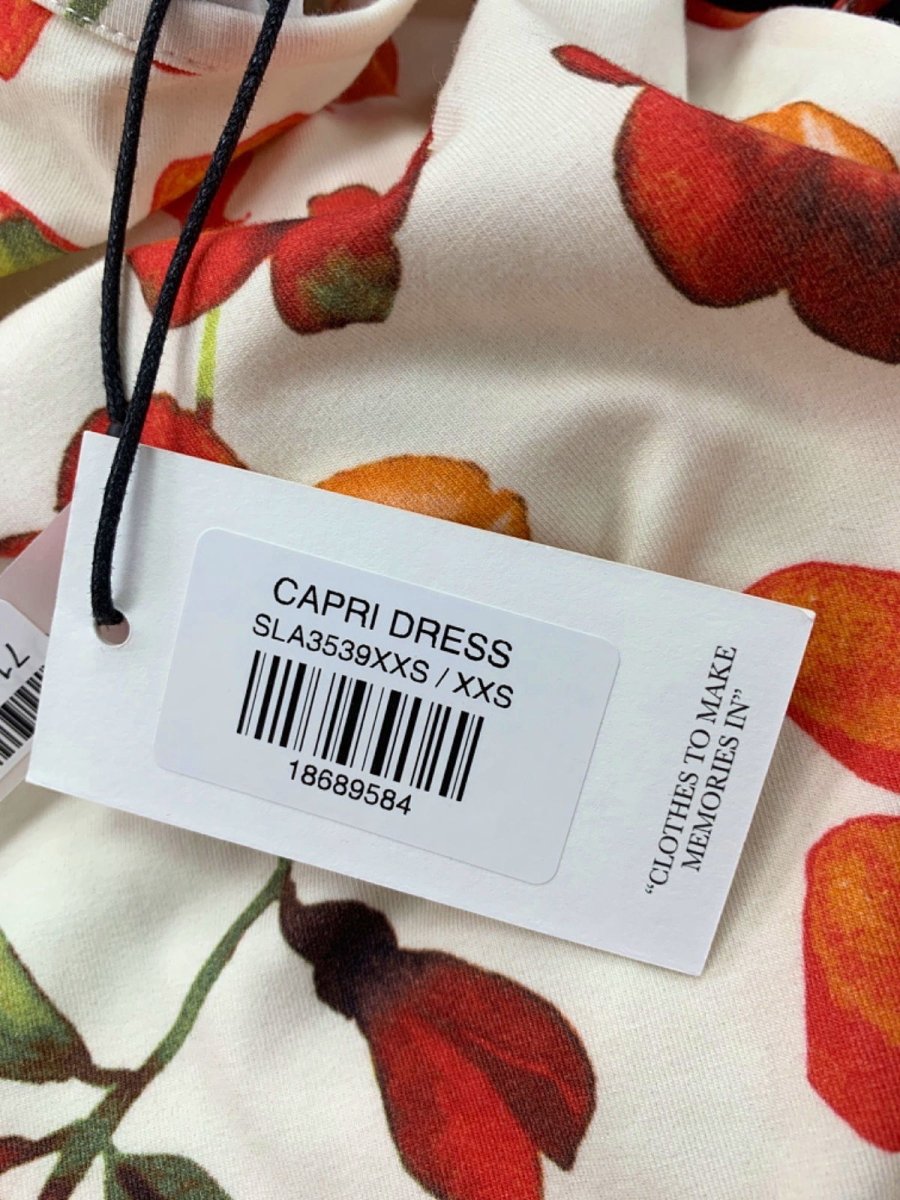 CAPRI DRESS
SLA3539XXS / XXS
18689584
“CLOTHES TO MAKE
MEMORIES IN”